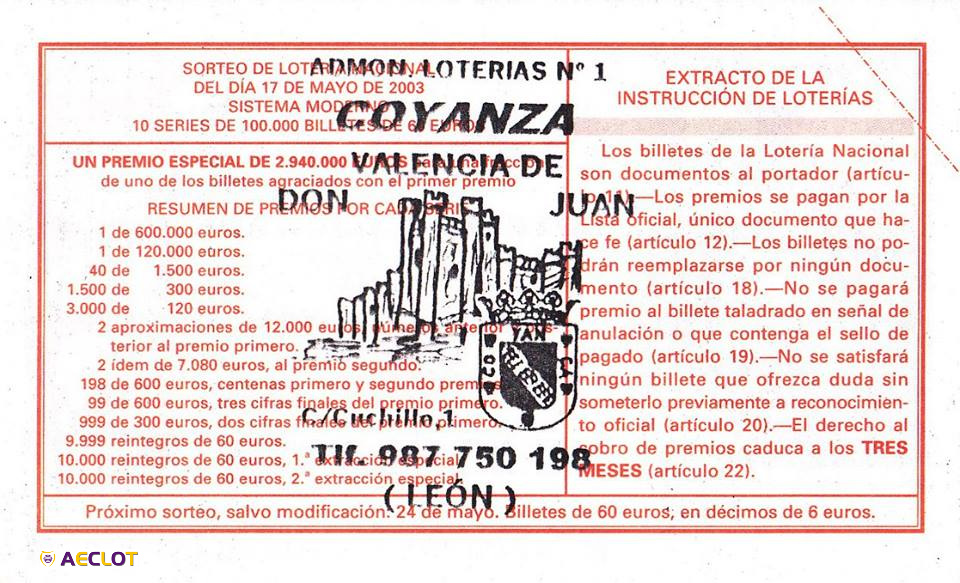 SORTEO DE LOTERÍA NACIONAL
DEL DÍA 17 DE MAYO DE 2003
SISTEMA MODERNO
10 SERIES DE 100.000 BILLETES DE 60 EUROS
UN PREMIO ESPECIAL DE 2.940.000 EUROS para una fracción
de uno de los billetes agraciados con el primer premio
RESUMEN DE PREMIOS POR CADA SERIE
1 de 600.000 euros.
1 de 120.000 euros.
40 de 1.500 euros.
1.500 de 300 euros.
3.000 de 120 euros.
2 aproximaciones de 12.000 euros, números anterior y pos-
terior al premio primero.
2 ídem de 7.080 euros, al premio segundo.
198 de 600 euros, centenas primero y segundo premios.
99 de 600 euros, tres cifras finales del premio primero.
999 de 300 euros, dos cifras finales del premio primero.
9.999 reintegros de 60 euros.
10.000 reintegros de 60 euros, 1.ª extracción especial.
10.000 reintegros de 60 euros, 2.ª extracción especial.
EXTRACTO DE LA
INSTRUCCIÓN DE LOTERÍAS
Los billetes de la Lotería Nacional
son documentos al portador (artícu-
lo 11).—Los premios se pagan por la
Lista oficial, único documento que ha-
ce fe (artículo 12).—Los billetes no po-
drán reemplazarse por ningún docu-
mento (artículo 18).—No se pagará
premio al billete taladrado en señal de
anulación o que contenga el sello de
pagado (artículo 19).—No se satisfará
ningún billete que ofrezca duda sin
someterlo previamente a reconocimien-
to oficial (artículo 20).—El derecho al
cobro de premios caduca a los TRES
MESES (artículo 22).
Próximo sorteo, salvo modificación: 24 de mayo. Billetes de 60 euros, en décimos de 6 euros.
ADMON. LOTERIAS Nº 1
COYANZA
VALENCIA DE
DON JUAN
CO YAN CA
C/Cuchillo,1
Tlf. 987 750 198
(LEÓN)
AECLOT